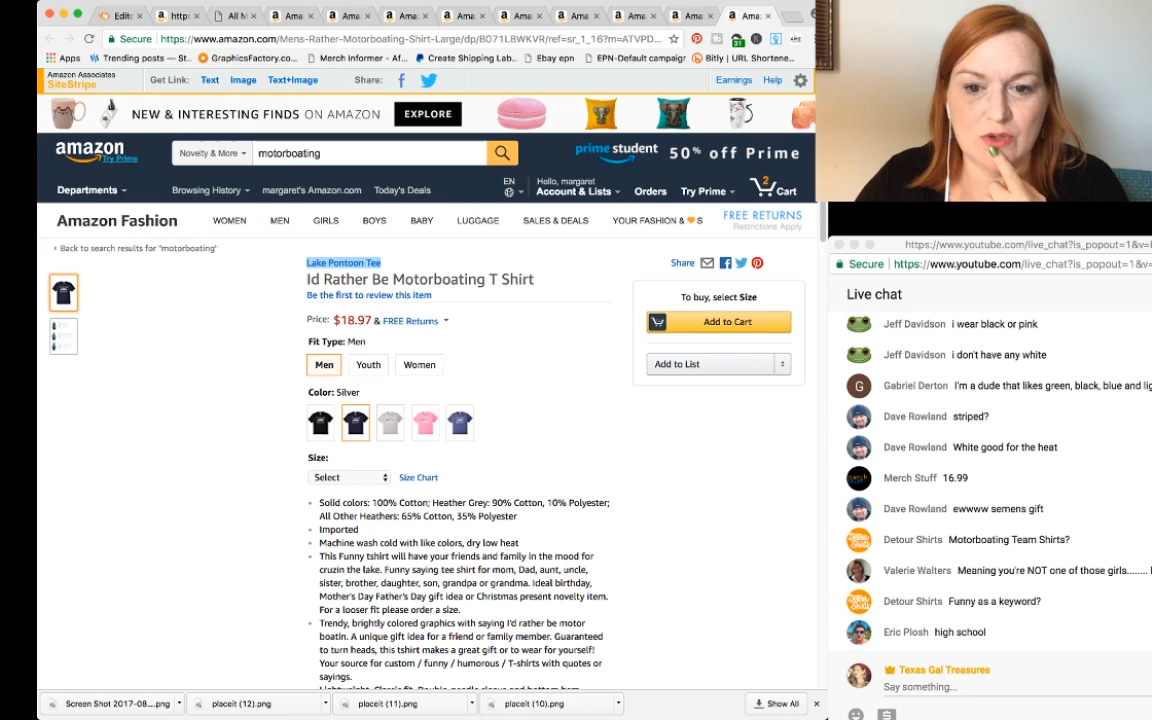 Edit:
http:
All M
Ama:
Ama:
Ama:
Ama:
Ama:
Ama:
Ama:
Ama:
Ama:
Secure
https://www.amazon.com/Mens-Rather-Motorboating-Shirt-Large/dp/B071LBWKVR/ref=sr_1_16?m=ATVPD...
Apps
Trending posts — St..
GraphicsFactory.co...
Merch Informer - Af...
Create Shipping Lab..
Ebay epn
EPN-Default campaign
Bitly | URL Shortene..
Amazon Associates
SiteStripe
Get Link: Text Image Text+Image
Share:
Earnings Help
NEW & INTERESTING FINDS ON AMAZON EXPLORE
amazon
Try Prime
Novelty & More
motorboating
prime student 50% off Prime
Departments
Browsing History
margaret's Amazon.com
Today's Deals
EN
Hello, margaret
Account & Lists
Orders
Try Prime
2
Cart
Amazon Fashion
WOMEN MEN GIRLS BOYS BABY LUGGAGE SALES & DEALS YOUR FASHION & S
FREE RETURNS
Restrictions Apply
‹ Back to search results for "motorboating"
Lake Pontoon Tee
Id Rather Be Motorboating T Shirt
Be the first to review this item
Price: $18.97 & FREE Returns
Fit Type: Men
Men Youth Women
Color: Silver
Size:
Select
Size Chart
Solid colors: 100% Cotton; Heather Grey: 90% Cotton, 10% Polyester;
All Other Heathers: 65% Cotton, 35% Polyester
Imported
Machine wash cold with like colors, dry low heat
This Funny tshirt will have your friends and family in the mood for
cruzin the lake. Funny saying tee shirt for mom, Dad, aunt, uncle,
sister, brother, daughter, son, grandpa or grandma. Ideal birthday,
Mother's Day Father's Day gift idea or Christmas present novelty item.
For a looser fit please order a size.
Trendy, brightly colored graphics with saying I'd rather be motor
boatin. A unique gift idea for a friend or family member. Guaranteed
to turn heads, this tshirt makes a great gift or to wear for yourself!
Your source for custom / funny / humorous / T-shirts with quotes or
sayings.
Share
To buy, select Size
Add to Cart
Add to List
https://www.youtube.com/live_chat?is_popout=1&v=
Secure https://www.youtube.com/live_chat?is_popout=1&v=
Live chat
Jeff Davidson i wear black or pink
Jeff Davidson i don't have any white
G Gabriel Derton I'm a dude that likes green, black, blue and lig
Dave Rowland striped?
Dave Rowland White good for the heat
Merch Stuff 16.99
Dave Rowland ewwww semens gift
Detour Shirts Motorboating Team Shirts?
Valerie Walters Meaning you're NOT one of those girls.......
Detour Shirts Funny as a keyword?
Eric Plosh high school
Texas Gal Treasures
Say something...
Screen Shot 2017-08....png
placeit (12).png
placeit (11).png
placeit (10).png
Show All